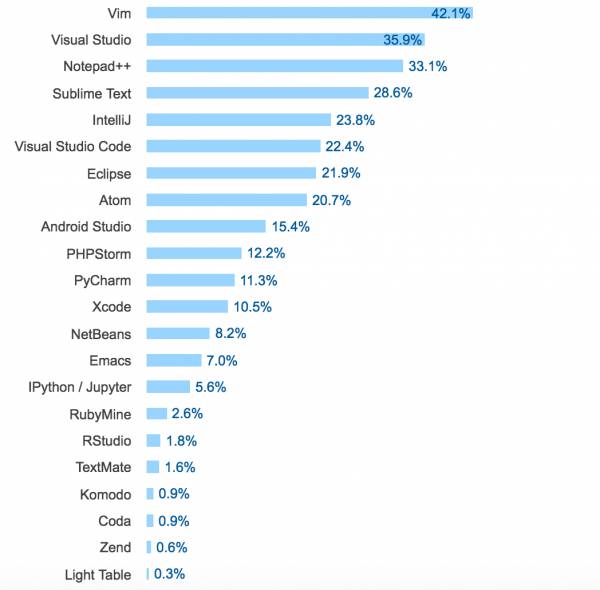 Vim 42.1%
Visual Studio 35.9%
Notepad++ 33.1%
Sublime Text 28.6%
IntelliJ 23.8%
Visual Studio Code 22.4%
Eclipse 21.9%
Atom 20.7%
Android Studio 15.4%
PHPStorm 12.2%
PyCharm 11.3%
Xcode 10.5%
NetBeans 8.2%
Emacs 7.0%
IPython / Jupyter 5.6%
RubyMine 2.6%
RStudio 1.8%
TextMate 1.6%
Komodo 0.9%
Coda 0.9%
Zend 0.6%
Light Table 0.3%